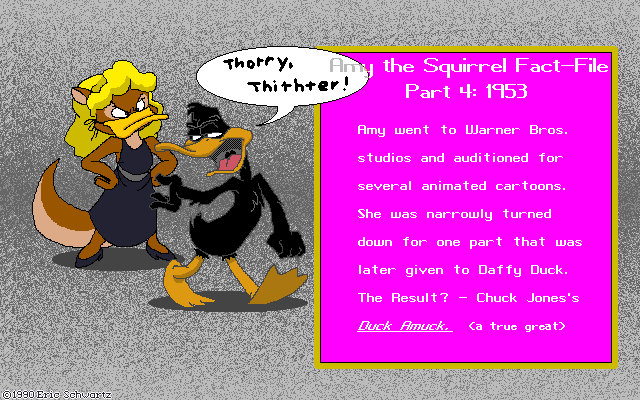 Thorry,
Thithter!
Amy the Squirrel Fact-File
Part 4: 1953
Amy went to Warner Bros.
studios and auditioned for
several animated cartoons.
She was narrowly turned
down for one part that was
later given to Daffy Duck.
The Result? - Chuck Jones's
Duck Amuck. (a true great)
©1990 Eric Schwartz